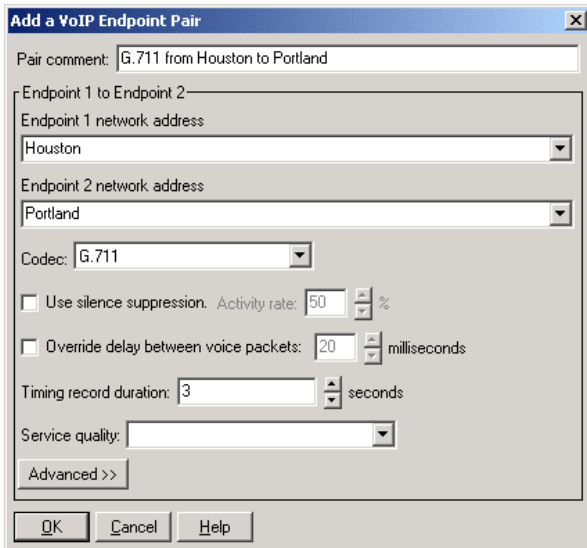 Add a VoIP Endpoint Pair
Pair comment: G.711 from Houston to Portland
Endpoint 1 to Endpoint 2
Endpoint 1 network address
Houston
Endpoint 2 network address
Portland
Codec: G.711
Use silence suppression. Activity rate: 50 %
Override delay between voice packets: 20 milliseconds
Timing record duration: 3 seconds
Service quality:
Advanced >>
OK Cancel Help